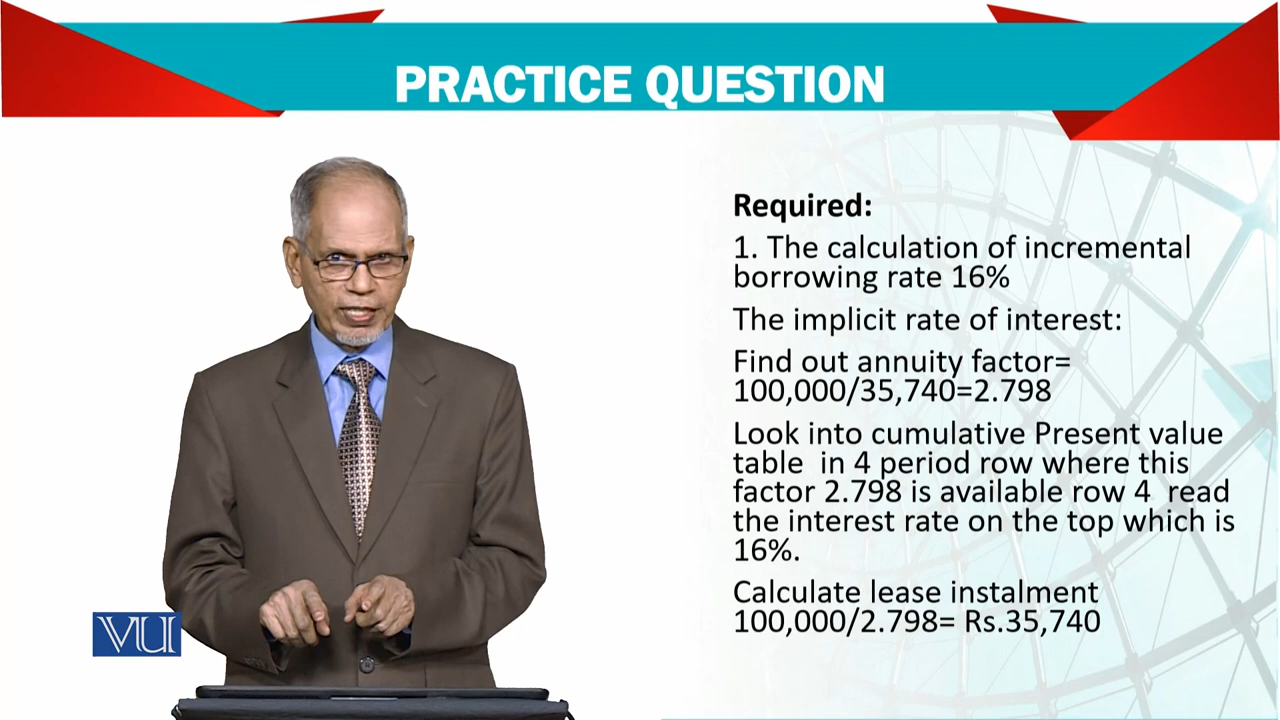 PRACTICE QUESTION
Required:
1. The calculation of incremental
borrowing rate 16%
The implicit rate of interest:
Find out annuity factor=
100,000/35,740=2.798
Look into cumulative Present value
table in 4 period row where this
factor 2.798 is available row 4 read
the interest rate on the top which is
16%.
Calculate lease instalment
100,000/2.798= Rs.35,740
VU